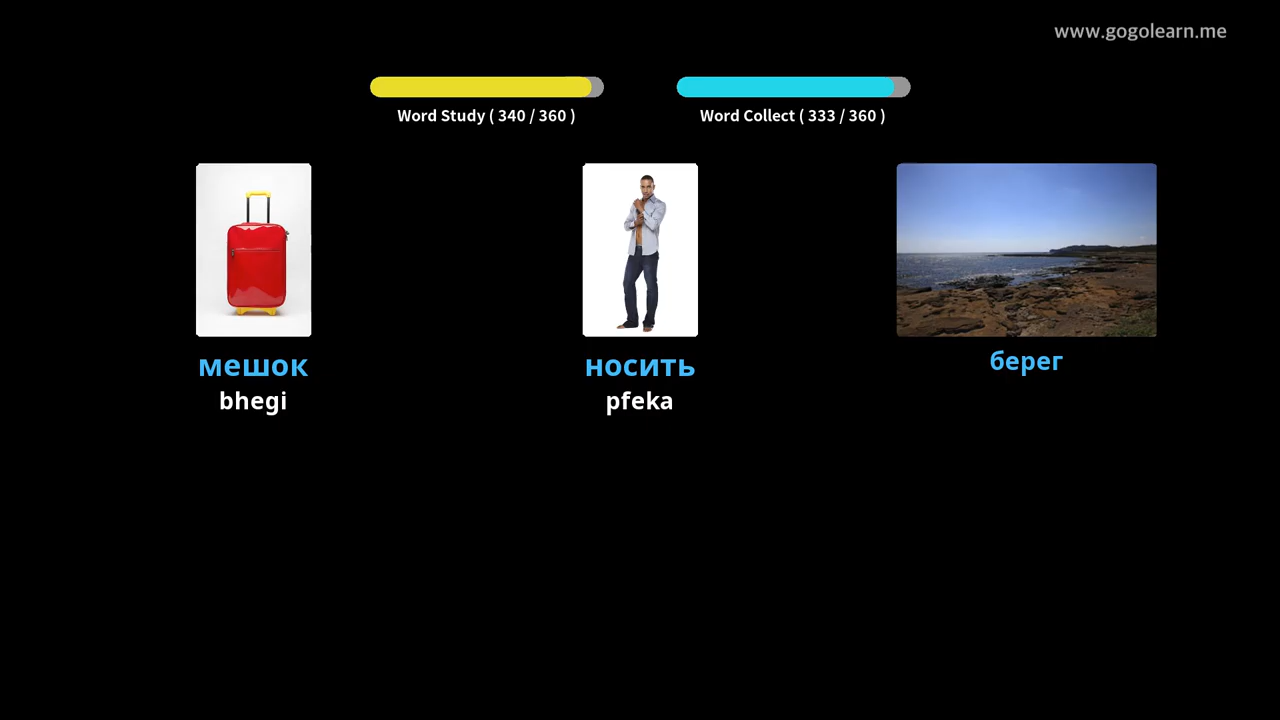 www.gogolearn.me
Word Study ( 340 / 360 )
Word Collect ( 333 / 360 )
мешок
bhegi
носить
pfeka
берег